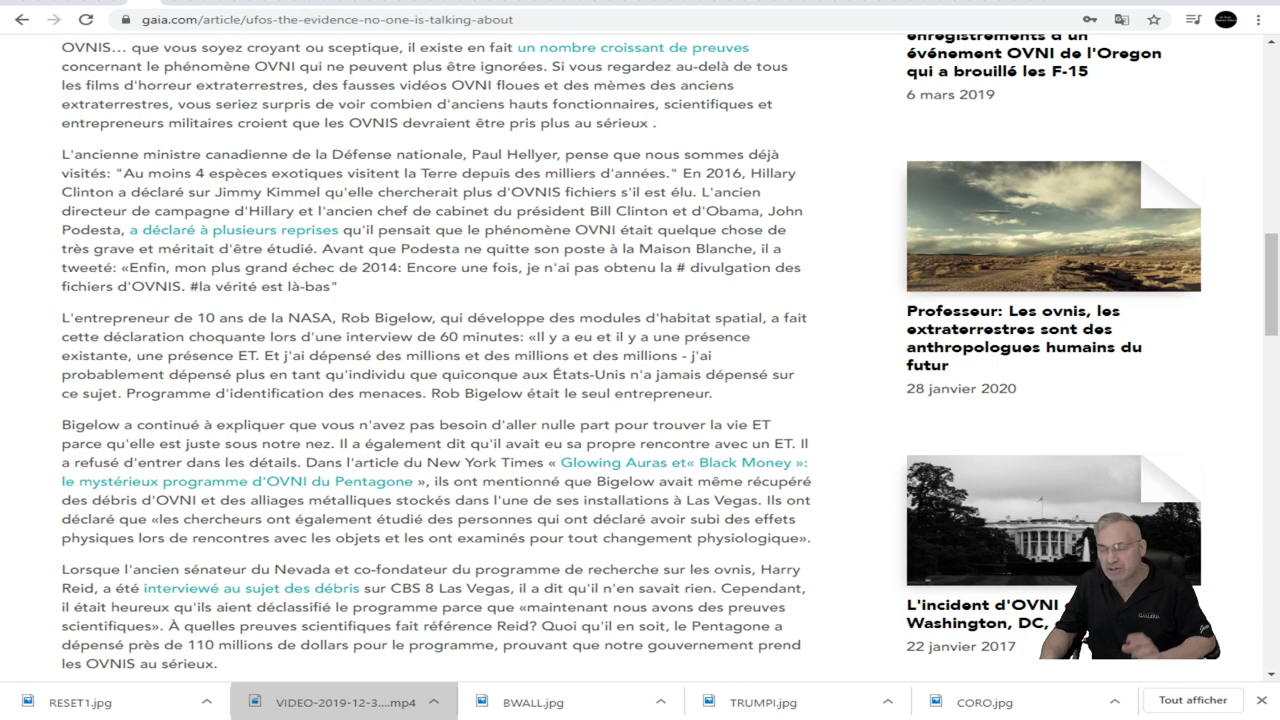 gaia.com/article/ufos-the-evidence-no-one-is-talking-about
OVNIS… que vous soyez croyant ou sceptique, il existe en fait un nombre croissant de preuves
concernant le phénomène OVNI qui ne peuvent plus être ignorées. Si vous regardez au-delà de tous
les films d'horreur extraterrestres, des fausses vidéos OVNI floues et des mèmes des anciens
extraterrestres, vous seriez surpris de voir combien d'anciens hauts fonctionnaires, scientifiques et
entrepreneurs militaires croient que les OVNIS devraient être pris plus au sérieux .
L'ancienne ministre canadienne de la Défense nationale, Paul Hellyer, pense que nous sommes déjà
visités: "Au moins 4 espèces exotiques visitent la Terre depuis des milliers d'années." En 2016, Hillary
Clinton a déclaré sur Jimmy Kimmel qu'elle chercherait plus d'OVNIS fichiers s'il est élu. L'ancien
directeur de campagne d'Hillary et l'ancien chef de cabinet du président Bill Clinton et d'Obama, John
Podesta, a déclaré à plusieurs reprises qu'il pensait que le phénomène OVNI était quelque chose de
très grave et méritait d'être étudié. Avant que Podesta ne quitte son poste à la Maison Blanche, il a
tweeté: «Enfin, mon plus grand échec de 2014: Encore une fois, je n'ai pas obtenu la # divulgation des
fichiers d'OVNIS. #la vérité est là-bas"
L'entrepreneur de 10 ans de la NASA, Rob Bigelow, qui développe des modules d'habitat spatial, a fait
cette déclaration choquante lors d'une interview de 60 minutes: «Il y a eu et il y a une présence
existante, une présence ET. Et j'ai dépensé des millions et des millions et des millions - j'ai
probablement dépensé plus en tant qu'individu que quiconque aux États-Unis n'a jamais dépensé sur
ce sujet. Programme d'identification des menaces. Rob Bigelow était le seul entrepreneur.
Bigelow a continué à expliquer que vous n'avez pas besoin d'aller nulle part pour trouver la vie ET
parce qu'elle est juste sous notre nez. Il a également dit qu'il avait eu sa propre rencontre avec un ET. Il
a refusé d'entrer dans les détails. Dans l'article du New York Times « Glowing Auras et« Black Money »:
le mystérieux programme d'OVNI du Pentagone », ils ont mentionné que Bigelow avait même récupéré
des débris d'OVNI et des alliages métalliques stockés dans l'une de ses installations à Las Vegas. Ils ont
déclaré que «les chercheurs ont également étudié des personnes qui ont déclaré avoir subi des effets
physiques lors de rencontres avec les objets et les ont examinés pour tout changement physiologique».
Lorsque l'ancien sénateur du Nevada et co-fondateur du programme de recherche sur les ovnis, Harry
Reid, a été interviewé au sujet des débris sur CBS 8 Las Vegas, il a dit qu'il n'en savait rien. Cependant,
il était heureux qu'ils aient déclassifié le programme parce que «maintenant nous avons des preuves
scientifiques». À quelles preuves scientifiques fait référence Reid? Quoi qu'il en soit, le Pentagone a
dépensé près de 110 millions de dollars pour le programme, prouvant que notre gouvernement prend
les OVNIS au sérieux.
enregistrements d'un
événement OVNI de l'Oregon
qui a brouillé les F-15
6 mars 2019
Professeur: Les ovnis, les
extraterrestres sont des
anthropologues humains du
futur
28 janvier 2020
L'incident d'OVNI
Washington, DC,
22 janvier 2017
RESET1.jpg
VIDEO-2019-12-3....mp4
BWALL.jpg
TRUMPI.jpg
CORO.jpg
Tout afficher